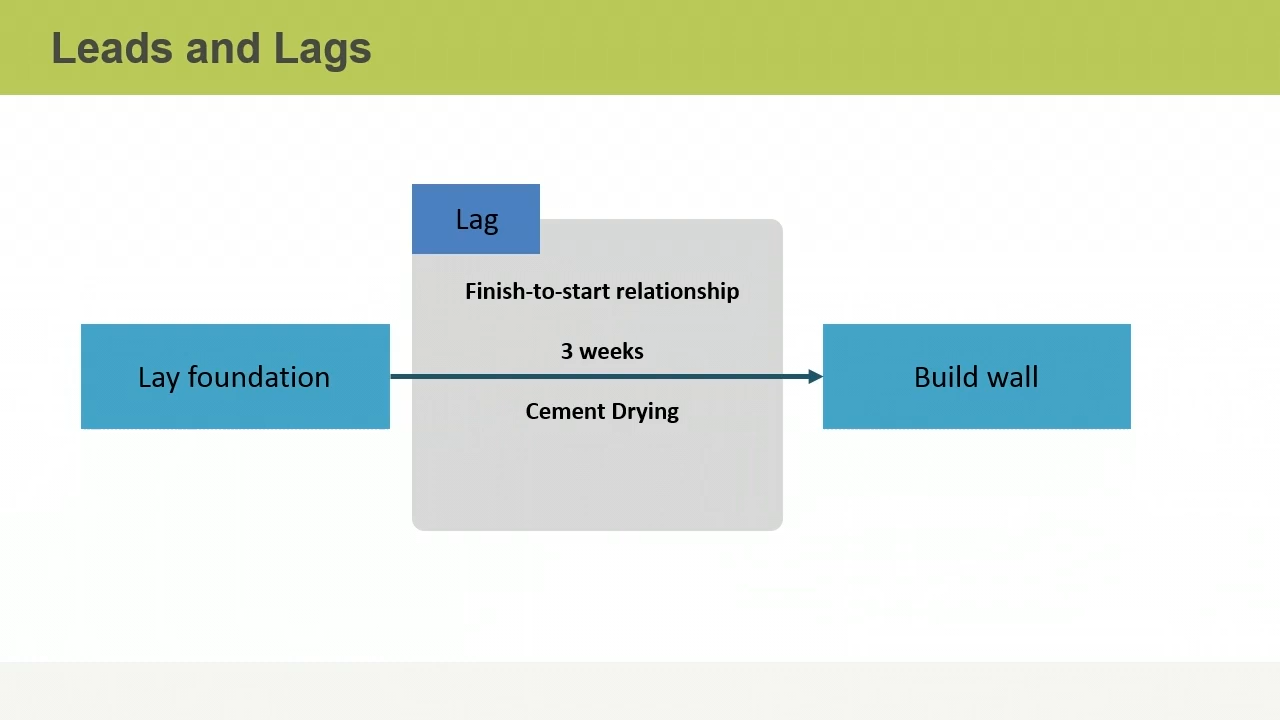 Leads and Lags
Lag
Finish-to-start relationship
3 weeks
Lay foundation
Build wall
Cement Drying